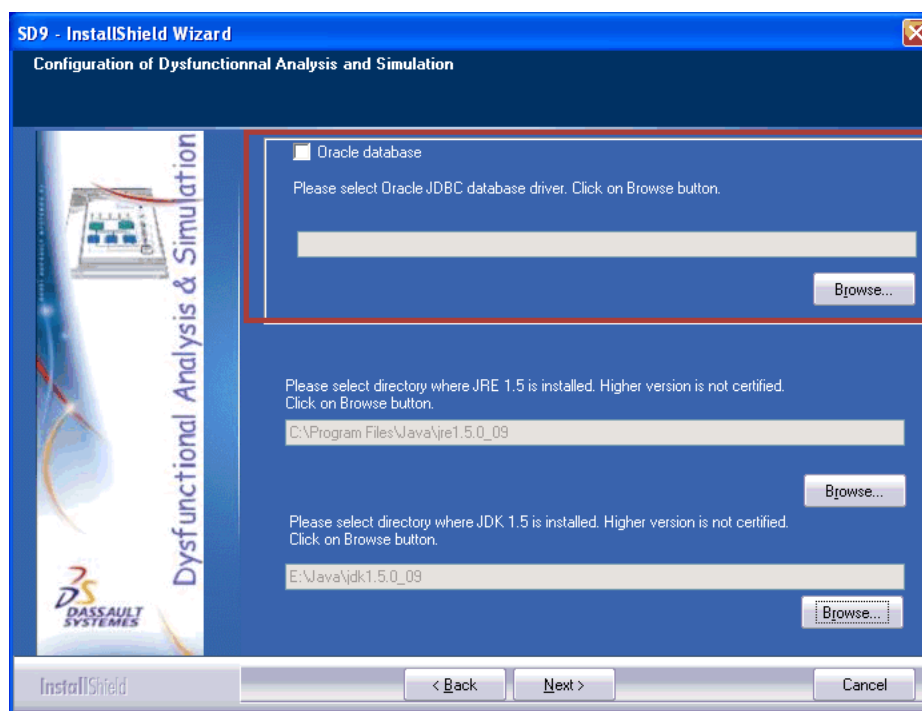 SD9 - InstallShield Wizard
Configuration of Dysfunctionnal Analysis and Simulation
Oracle database
Please select Oracle JDBC database driver. Click on Browse button.
Browse...
Please select directory where JRE 1.5 is installed. Higher version is not certified.
Click on Browse button.
C:\Program Files\Java\jre1.5.0_09
Browse...
Please select directory where JDK 1.5 is installed. Higher version is not certified.
Click on Browse button.
E:\Java\jdk1.5.0_09
Browse...
Dysfunctional Analysis & Simulation
DASSAULT
SYSTEMES
InstallShield
< Back
Next >
Cancel